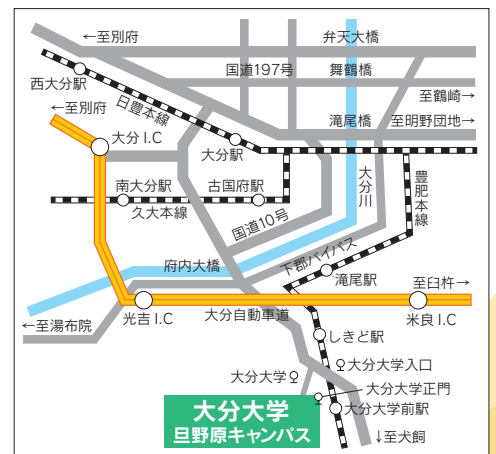 ←至別府
弁天大橋
国道197号
舞鶴橋
西大分駅
日豊本線
至鶴崎→
←至別府
滝尾橋
至明野団地→
大分I.C
大分駅
南大分駅
古国府駅
大分川
豊肥本線
久大本線
国道10号
府内大橋
下郡バイパス
滝尾駅
至臼杵→
光吉I.C
大分自動車道
米良I.C
←至湯布院
しきど駅
大分大学入口
大分大学
大分大学正門
大分大学前駅
大分大学
旦野原キャンパス
↓至犬飼